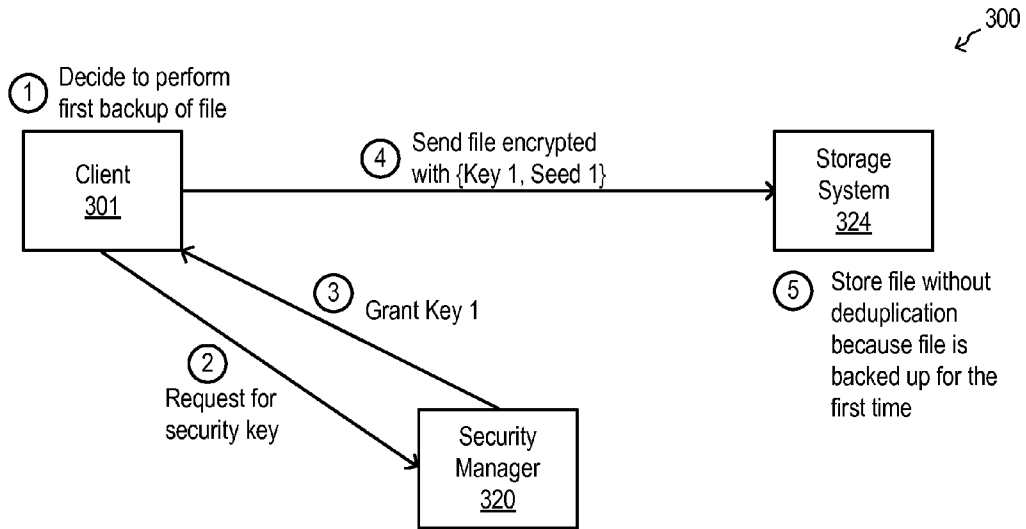 300
1
Decide to perform
first backup of file
Client
301
4
Send file encrypted
with {Key 1, Seed 1}
Storage
System
324
3
Grant Key 1
5
Store file without
deduplication
because file is
backed up for the
first time
2
Request for
security key
Security
Manager
320